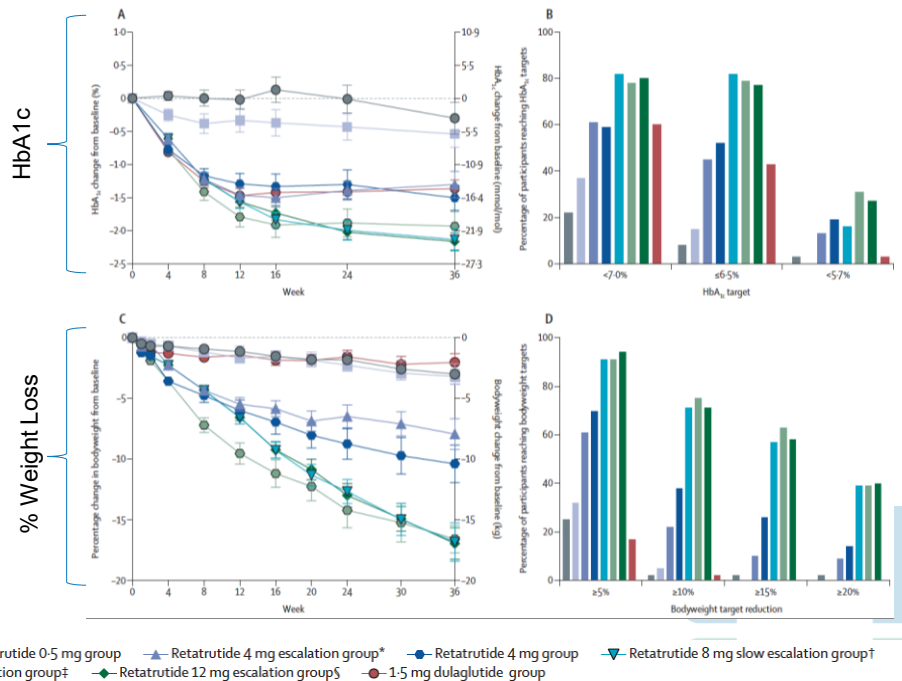 HbA1c
% Weight Loss
A
HbA1c change from baseline (%)
1·0
0·5
0
–0·5
–1·0
–1·5
–2·0
–2·5
10·9
5·5
0
–5·5
–10·9
–16·4
–21·9
–27·3
HbA1c change from baseline (mmol/mol)
0 4 8 12 16 24 36
Week
B
Percentage of participants reaching HbA1c targets
100
80
60
40
20
0
<7·0% ≤6·5% <5·7%
HbA1c target
C
Percentage change in bodyweight from baseline
0
–5
–10
–15
–20
0
–5
–10
–15
–20
Bodyweight change from baseline (kg)
0 4 8 12 16 20 24 30 36
Week
D
Percentage of participants reaching bodyweight targets
100
80
60
40
20
0
≥5% ≥10% ≥15% ≥20%
Bodyweight target reduction
rutide 0·5 mg group Retatrutide 4 mg escalation group* Retatrutide 4 mg group Retatrutide 8 mg slow escalation group†
tion group‡ Retatrutide 12 mg escalation group§ 1·5 mg dulaglutide group